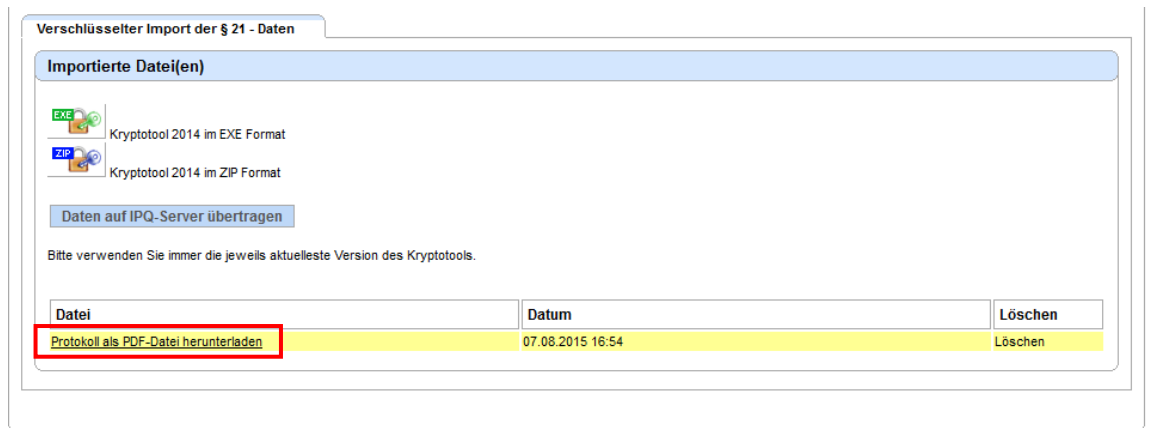 Verschlüsselter Import der § 21 - Daten
Importierte Datei(en)
EXE
Kryptotool 2014 im EXE Format
ZIP
Kryptotool 2014 im ZIP Format
Daten auf IPQ-Server übertragen
Bitte verwenden Sie immer die jeweils aktuelleste Version des Kryptotools.
Datei Datum Löschen
Protokoll als PDF-Datei herunterladen 07.08.2015 16:54 Löschen